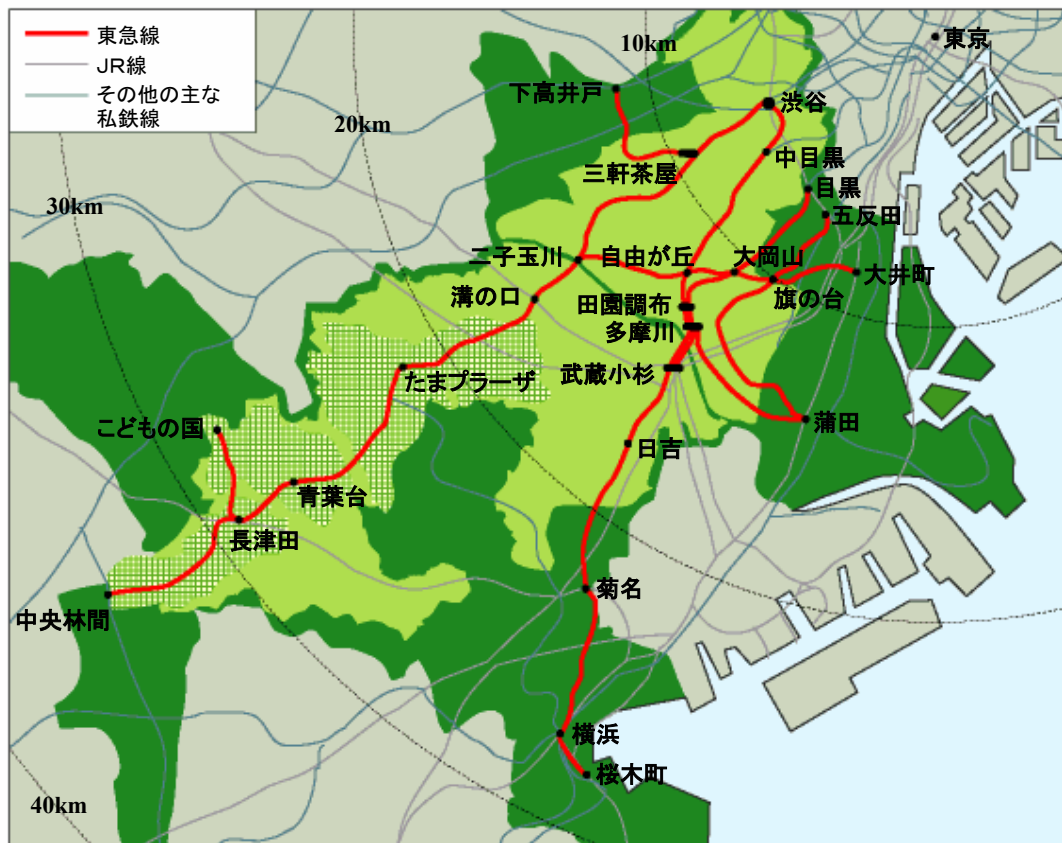 東急線
JR線
その他の主な
私鉄線
東京
10km
下高井戸
渋谷
20km
中目黒
三軒茶屋
目黒
30km
五反田
二子玉川
自由が丘
大岡山
大井町
溝の口
田園調布
旗の台
多摩川
武蔵小杉
たまプラーザ
蒲田
こどもの国
日吉
青葉台
長津田
菊名
中央林間
横浜
桜木町
40km